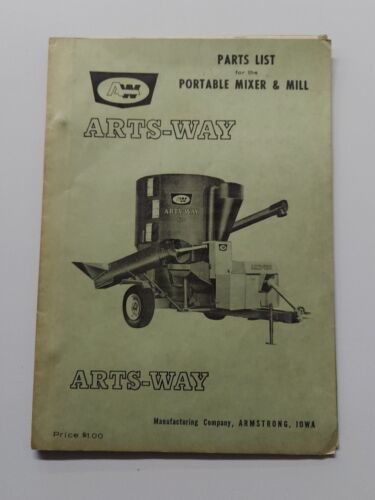 AW
PARTS LIST
for the
PORTABLE MIXER & MILL
ARTS-WAY
AW
ARTS-WAY
ARTS-WAY
Manufacturing Company, ARMSTRONG, IOWA
Price $1.00